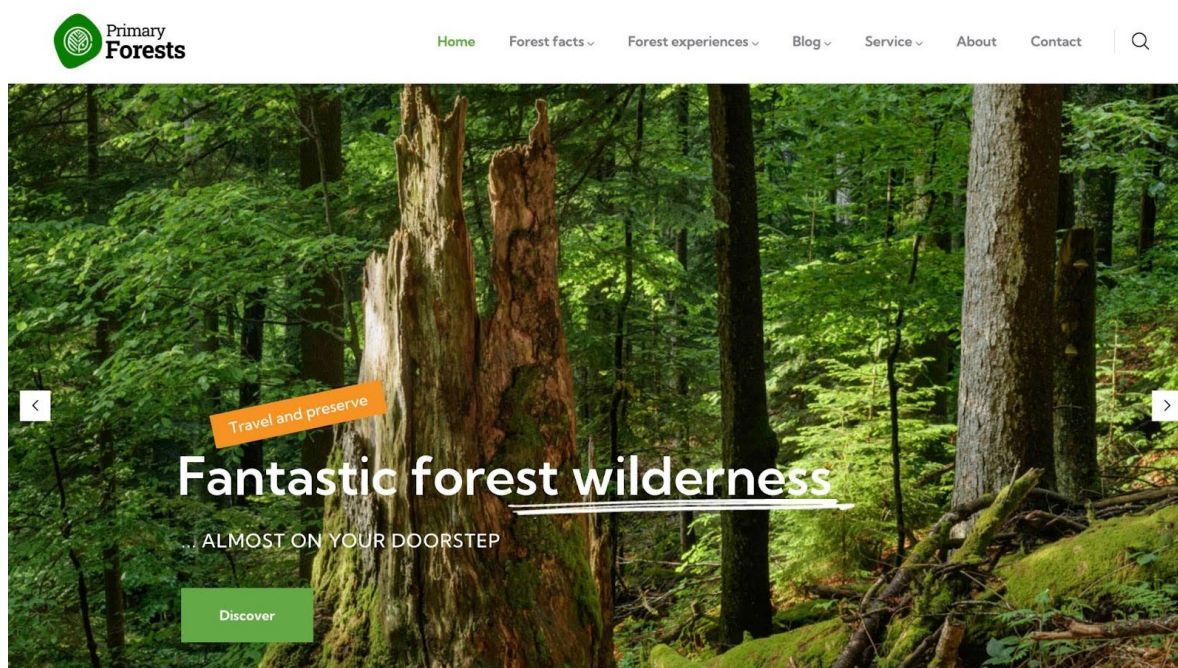 Primary
Forests
Home Forest facts Forest experiences Blog Service About Contact
Travel and preserve
Fantastic forest wilderness
... ALMOST ON YOUR DOORSTEP
Discover